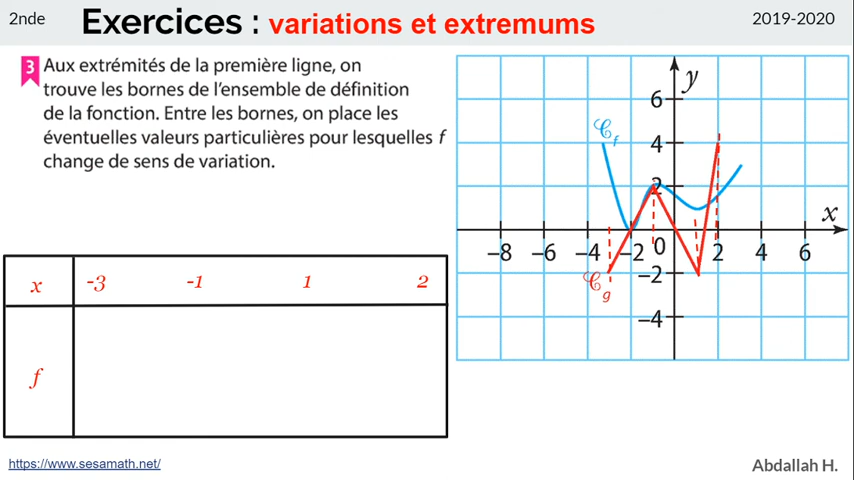 2nde
Exercices : variations et extremums
2019-2020
3 Aux extrémités de la première ligne, on
trouve les bornes de l'ensemble de définition
de la fonction. Entre les bornes, on place les
éventuelles valeurs particulières pour lesquelles f
change de sens de variation.
y
6
𝒞f
4
2
x
−8 −6 −4 −2 0 2 4 6
−2
𝒞g
−4
x -3 -1 1 2
f
https://www.sesamath.net/
Abdallah H.